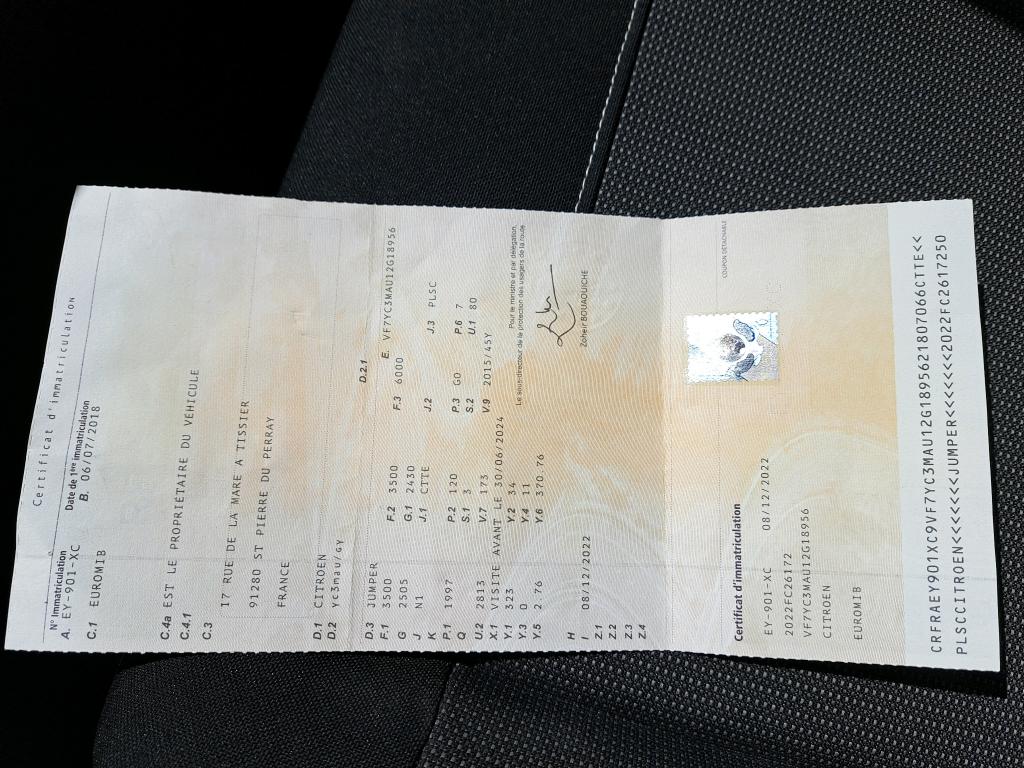 Certificat d'immatriculation
N° Immatriculation Date de 1ère immatriculation
A. EY-901-XC B. 06/07/2018
C.1 EUROMIB
C.4a EST LE PROPRIÉTAIRE DU VÉHICULE
C.4.1
C.3
17 RUE DE LA MARE A TISSIER
91280 ST PIERRE DU PERRAY
FRANCE
D.1 CITROEN
D.2 YC3MAU/GY D.2.1
D.3 JUMPER E. VF7YC3MAU12G18956
F.1 3500 F.2 3500 F.3 6000
G 2505 G.1 2430
J N1 J.1 CTTE J.2 J.3 PLSC
K
P.1 1997 P.2 120 P.3 GO P.6 7
Q S.1 3 S.2 U.1 80
U.2 2813 V.7 173 V.9 2015/45Y
X.1 VISITE AVANT LE 30/06/2024
Y.1 323 Y.2 34
Y.3 0 Y.4 11
Y.5 2.76 Y.6 370.76
Pour le ministre et par délégation,
Le sous-directeur de la protection des usagers de la route
Zoheir BOUAOUICHE
H
I 08/12/2022
Z.1
Z.2
Z.3
Z.4
COUPON DÉTACHABLE
Certificat d'immatriculation
EY-901-XC 08/12/2022
2022FC26172
VF7YC3MAU12G18956
CITROEN
EUROMIB
CRFRAEY901XC9VF7YC3MAU12G189562180706​6CTTE<<
PLSCCITROEN<<<<<<JUMPER<<<<<<<2022FC2617250